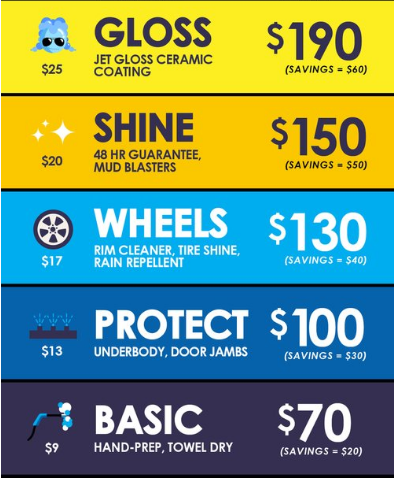 GLOSS
JET GLOSS CERAMIC
COATING
$25
$190
(SAVINGS = $60)
SHINE
48 HR GUARANTEE,
MUD BLASTERS
$20
$150
(SAVINGS = $50)
WHEELS
RIM CLEANER, TIRE SHINE,
RAIN REPELLENT
$17
$130
(SAVINGS = $40)
PROTECT
UNDERBODY, DOOR JAMBS
$13
$100
(SAVINGS = $30)
BASIC
HAND-PREP, TOWEL DRY
$9
$70
(SAVINGS = $20)